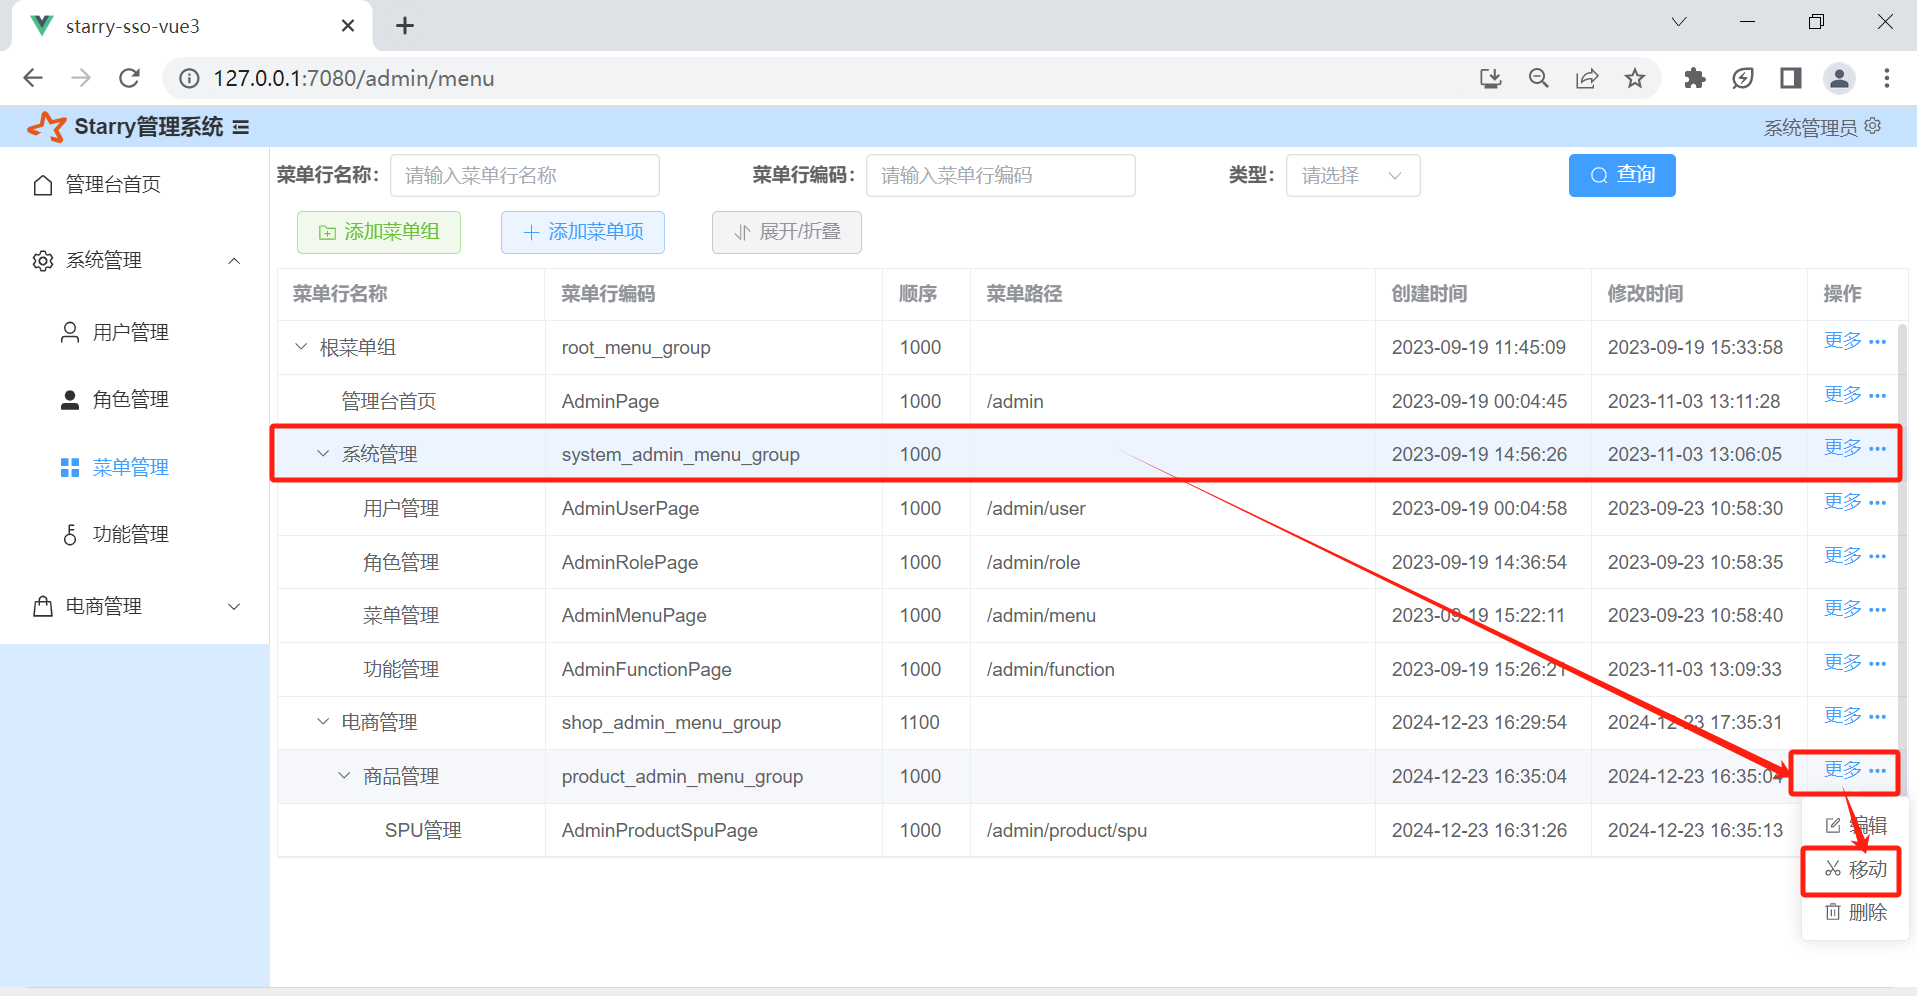 starry-sso-vue3
127.0.0.1:7080/admin/menu
Starry管理系统
系统管理员
管理台首页
系统管理
用户管理
角色管理
菜单管理
功能管理
电商管理
菜单行名称: 请输入菜单行名称 菜单行编码: 请输入菜单行编码 类型: 请选择 查询
添加菜单组 添加菜单项 展开/折叠
菜单行名称 菜单行编码 顺序 菜单路径 创建时间 修改时间 操作
根菜单组 root_menu_group 1000 2023-09-19 11:45:09 2023-09-19 15:33:58 更多
管理台首页 AdminPage 1000 /admin 2023-09-19 00:04:45 2023-11-03 13:11:28 更多
系统管理 system_admin_menu_group 1000 2023-09-19 14:56:26 2023-11-03 13:06:05 更多
用户管理 AdminUserPage 1000 /admin/user 2023-09-19 00:04:58 2023-09-23 10:58:30 更多
角色管理 AdminRolePage 1000 /admin/role 2023-09-19 14:36:54 2023-09-23 10:58:35 更多
菜单管理 AdminMenuPage 1000 /admin/menu 2023-09-19 15:22:11 2023-09-23 10:58:40 更多
功能管理 AdminFunctionPage 1000 /admin/function 2023-09-19 15:26:21 2023-11-03 13:09:33 更多
电商管理 shop_admin_menu_group 1100 2024-12-23 16:29:54 2024-12-23 17:35:31 更多
商品管理 product_admin_menu_group 1000 2024-12-23 16:35:04 2024-12-23 16:35:04 更多
SPU管理 AdminProductSpuPage 1000 /admin/product/spu 2024-12-23 16:31:26 2024-12-23 16:35:13
编辑
移动
删除